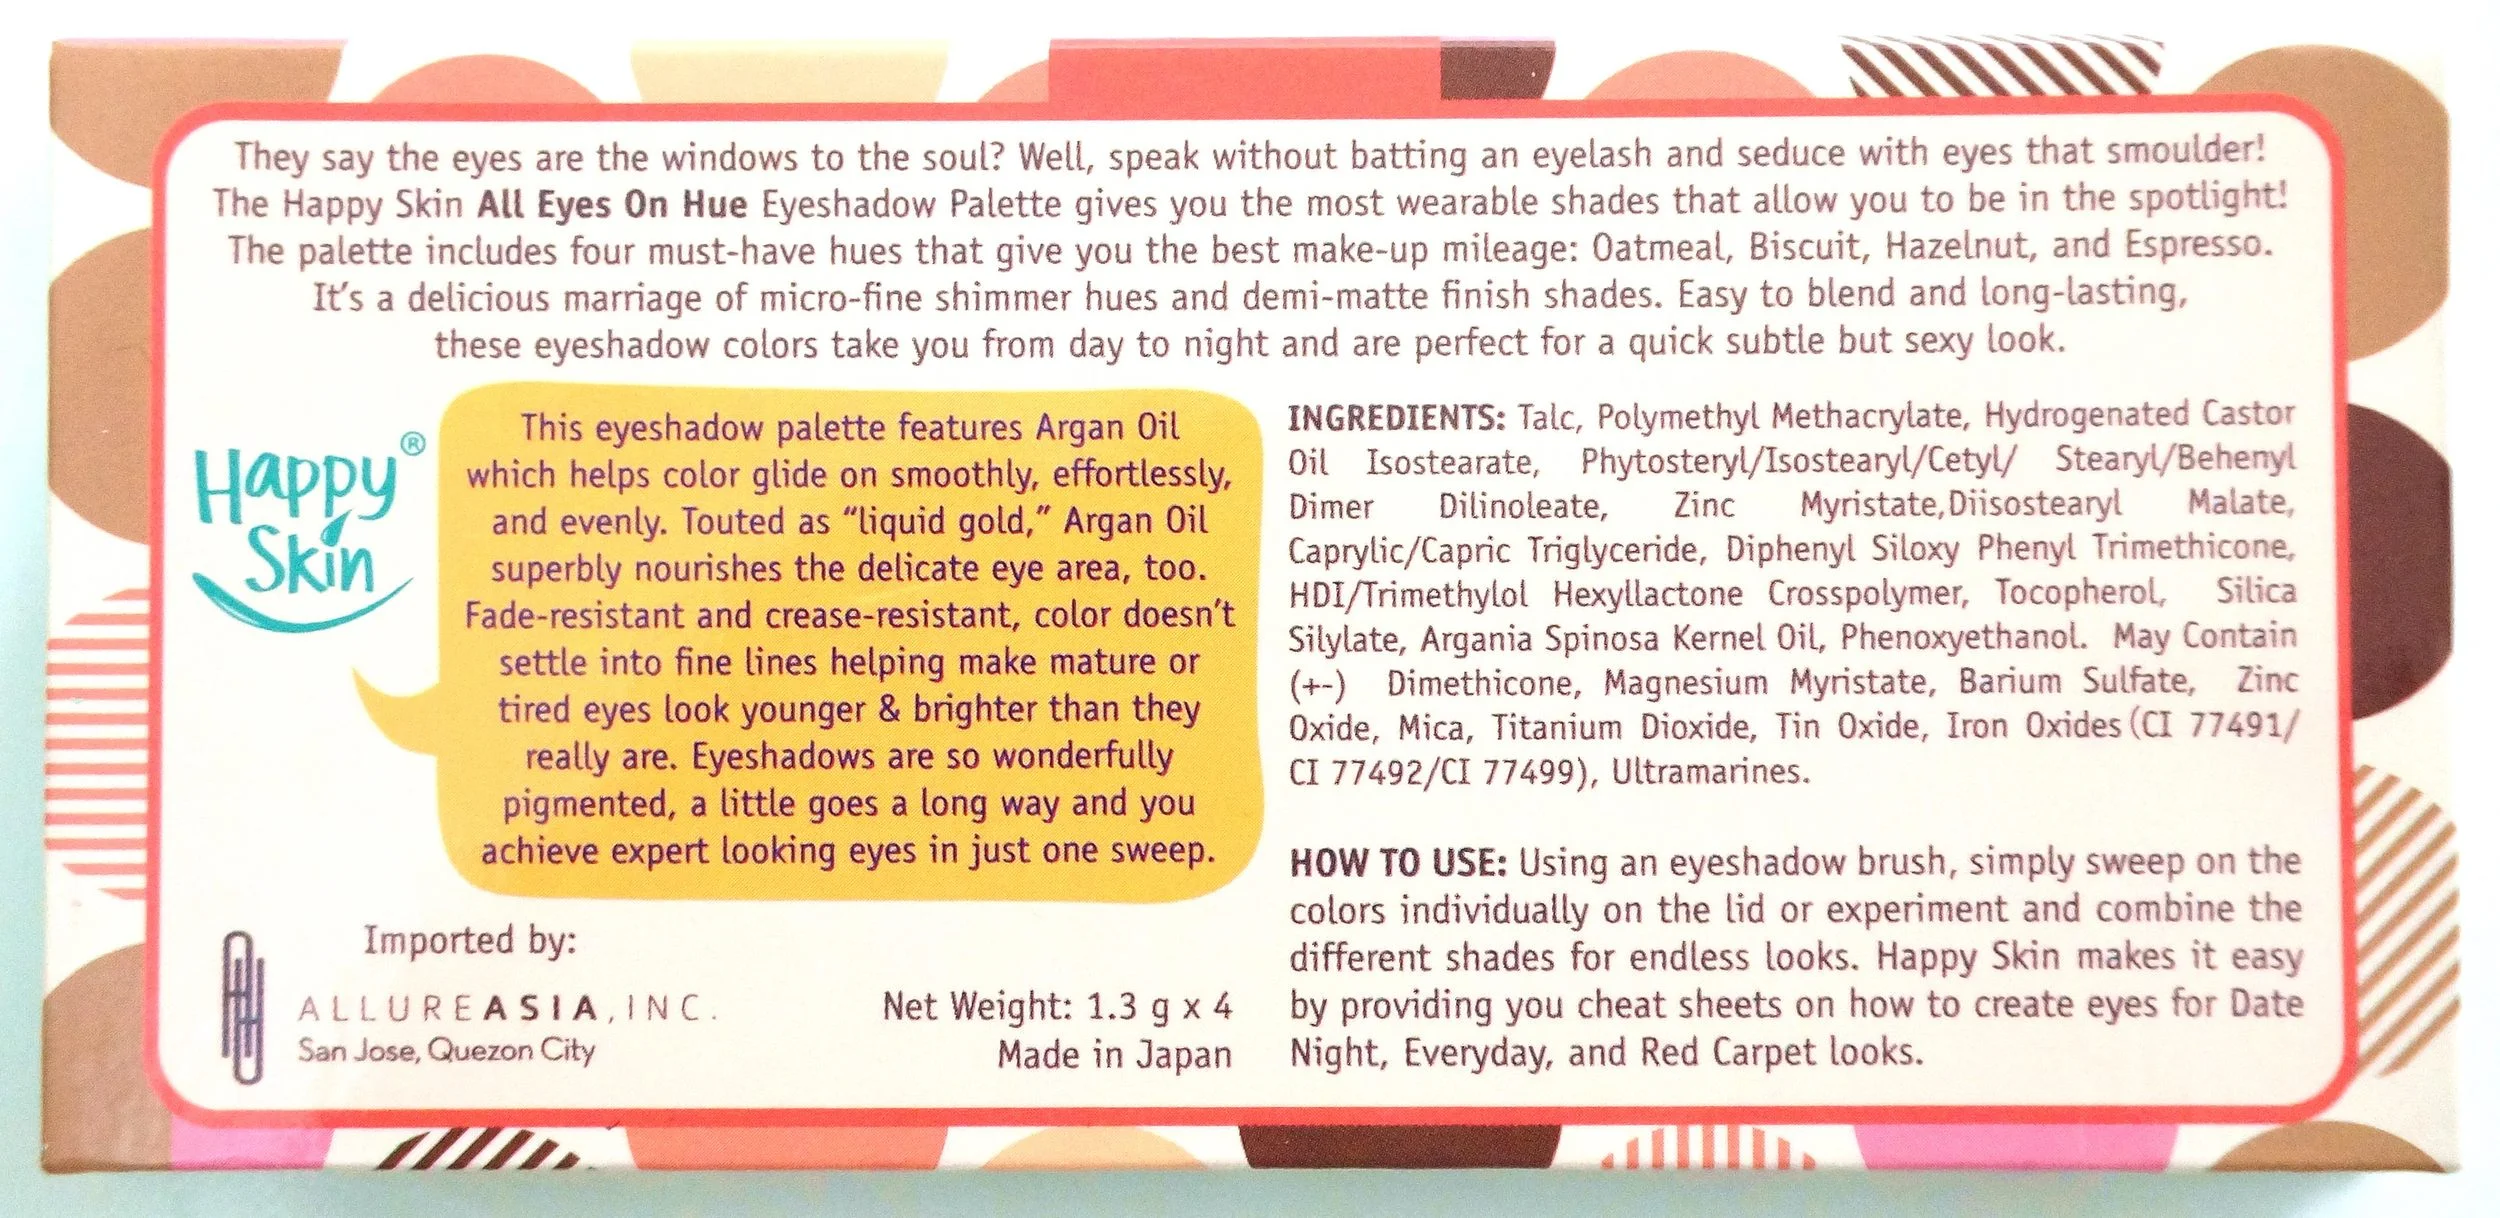 They say the eyes are the windows to the soul? Well, speak without batting an eyelash and seduce with eyes that smoulder!
The Happy Skin All Eyes On Hue Eyeshadow Palette gives you the most wearable shades that allow you to be in the spotlight!
The palette includes four must-have hues that give you the best make-up mileage: Oatmeal, Biscuit, Hazelnut, and Espresso.
It's a delicious marriage of micro-fine shimmer hues and demi-matte finish shades. Easy to blend and long-lasting,
these eyeshadow colors take you from day to night and are perfect for a quick subtle but sexy look.
Happy®
Skin
This eyeshadow palette features Argan Oil
which helps color glide on smoothly, effortlessly,
and evenly. Touted as “liquid gold,” Argan Oil
superbly nourishes the delicate eye area, too.
Fade-resistant and crease-resistant, color doesn't
settle into fine lines helping make mature or
tired eyes look younger & brighter than they
really are. Eyeshadows are so wonderfully
pigmented, a little goes a long way and you
achieve expert looking eyes in just one sweep.
Imported by:
ALLUREASIA, INC.
San Jose, Quezon City
Net Weight: 1.3 g x 4
Made in Japan
INGREDIENTS: Talc, Polymethyl Methacrylate, Hydrogenated Castor
Oil Isostearate, Phytosteryl/Isostearyl/Cetyl/ Stearyl/Behenyl
Dimer Dilinoleate, Zinc Myristate,Diisostearyl Malate,
Caprylic/Capric Triglyceride, Diphenyl Siloxy Phenyl Trimethicone,
HDI/Trimethylol Hexyllactone Crosspolymer, Tocopherol, Silica
Silylate, Argania Spinosa Kernel Oil, Phenoxyethanol. May Contain
(+-) Dimethicone, Magnesium Myristate, Barium Sulfate, Zinc
Oxide, Mica, Titanium Dioxide, Tin Oxide, Iron Oxides (CI 77491/
CI 77492/CI 77499), Ultramarines.
HOW TO USE: Using an eyeshadow brush, simply sweep on the
colors individually on the lid or experiment and combine the
different shades for endless looks. Happy Skin makes it easy
by providing you cheat sheets on how to create eyes for Date
Night, Everyday, and Red Carpet looks.